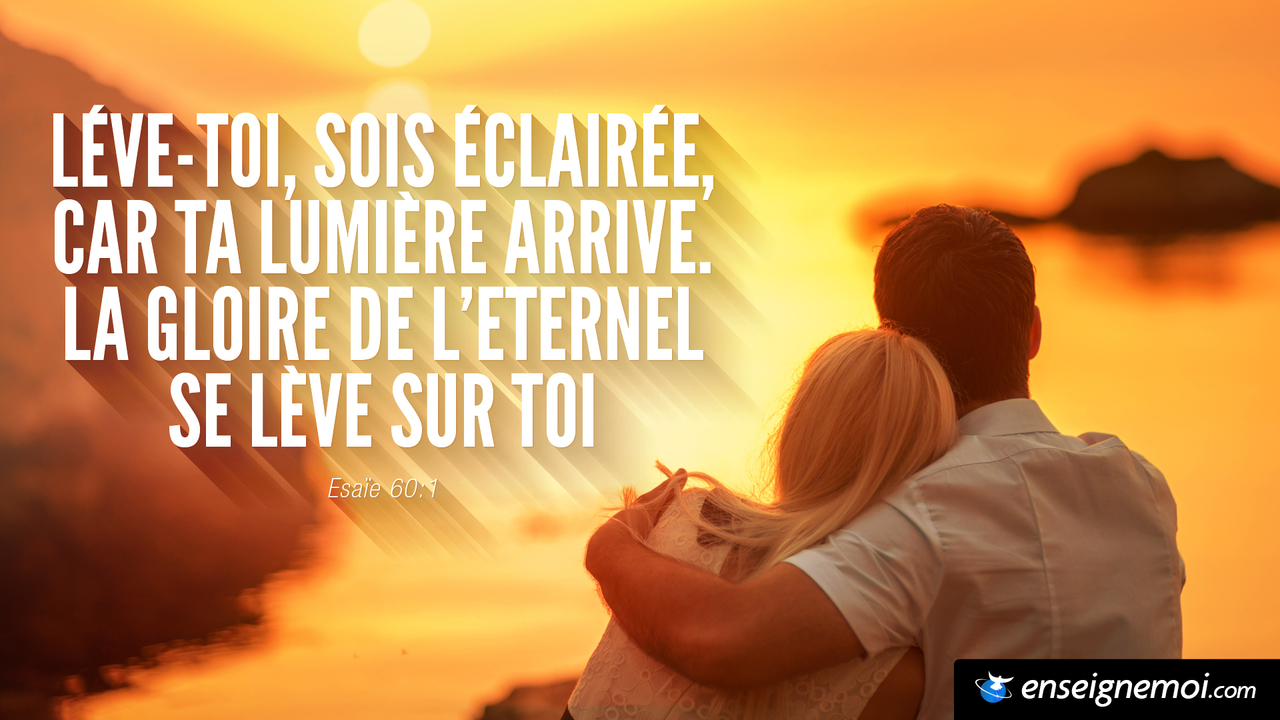 LÉVE-TOI, SOIS ÉCLAIRÉE,
CAR TA LUMIÈRE ARRIVE.
LA GLOIRE DE L’ETERNEL
SE LÈVE SUR TOI
Esaïe 60:1
enseignemoi.com